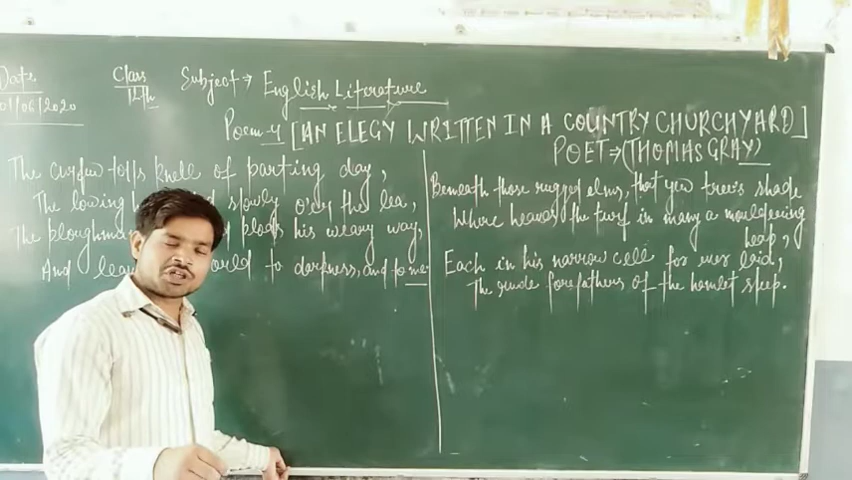 Date
01/06/2020
Class
12th
Subject → English Literature
Poem-4 [AN ELEGY WRITTEN IN A COUNTRY CHURCHYARD]
POET⇒(THOMAS GRAY)
The curfew tolls knell of parting day,
The lowing slowly o'er the lea,
The ploughma plods his weary way,
And lea to darkness, and to me.
Beneath those rugged elms, that yew tree's shade
Where heaves the turf in many a mouldering
heap,
Each in his narrow cell for ever laid,
The rude forefathers of the hamlet sleep.